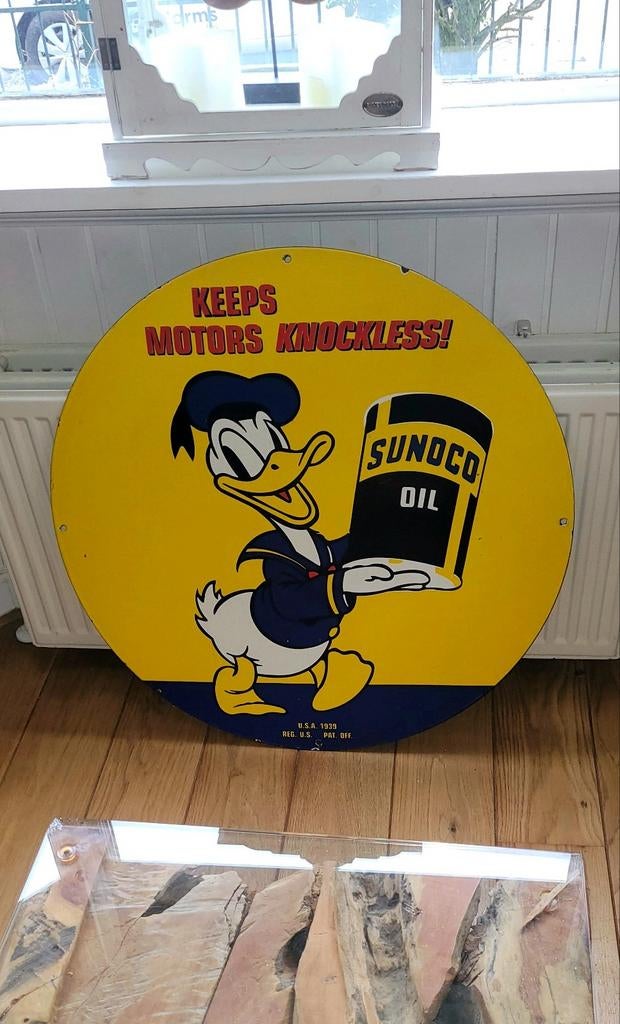 KEEPS
MOTORS KNOCKLESS!
SUNOCO
OIL
U.S.A. 1939
REG. U.S. PAT. OFF.